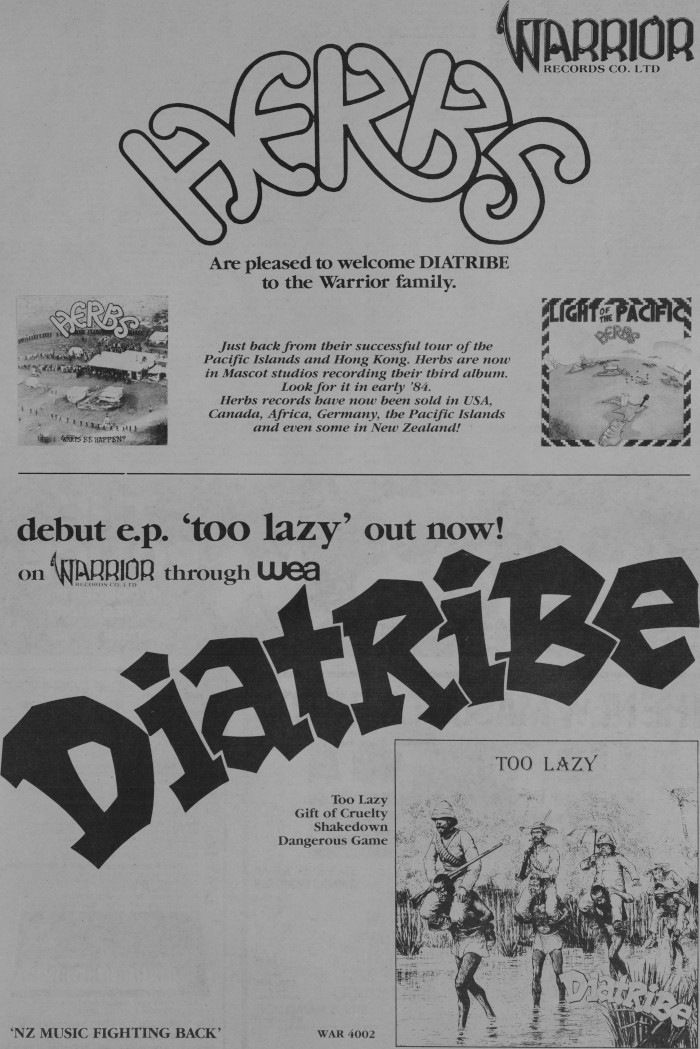 WARRIOR
RECORDS CO. LTD
HERBS
Are pleased to welcome DIATRIBE
to the Warrior family.
HERBS
WHAT'S BE HAPPEN?
Just back from their successful tour of the
Pacific Islands and Hong Kong. Herbs are now
in Mascot studios recording their third album.
Look for it in early '84.
Herbs records have now been sold in USA,
Canada, Africa, Germany, the Pacific Islands
and even some in New Zealand!
LIGHT OF THE PACIFIC
HERBS
debut e.p. ‘too lazy’ out now!
on WARRIOR through wea
RECORDS CO. LTD
Diatribe
Too Lazy
Gift of Cruelty
Shakedown
Dangerous Game
TOO LAZY
Diatribe
‘NZ MUSIC FIGHTING BACK’
WAR 4002